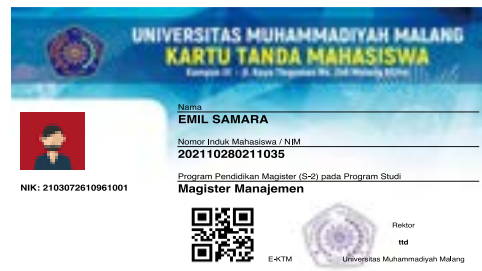 UNIVERSITAS MUHAMMADIYAH MALANG
KARTU TANDA MAHASISWA
Nama
EMIL SAMARA
Nomor Induk Mahasiswa / NIM
202110280211035
Program Pendidikan Magister (S-2) pada Program Studi
Magister Manajemen
NIK: 2103072610961001
Rektor
ttd
E-KTM
Universitas Muhammadiyah Malang